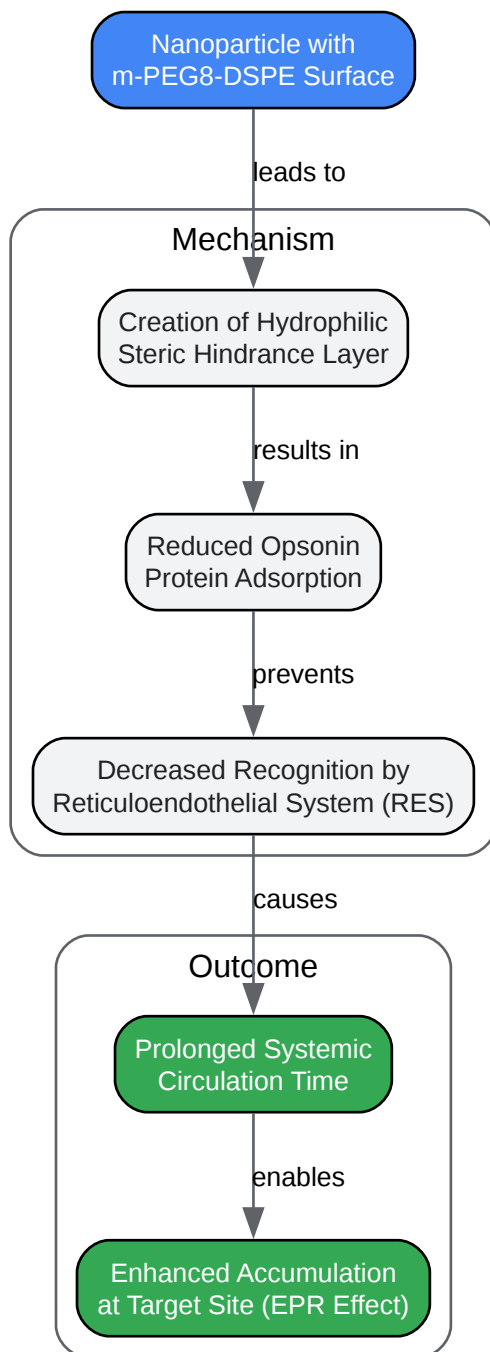 Nanoparticle with
m-PEG8-DSPE Surface
leads to
Mechanism
Creation of Hydrophilic
Steric Hindrance Layer
results in
Reduced Opsonin
Protein Adsorption
prevents
Decreased Recognition by
Reticuloendothelial System (RES)
causes
Outcome
Prolonged Systemic
Circulation Time
enables
Enhanced Accumulation
at Target Site (EPR Effect)